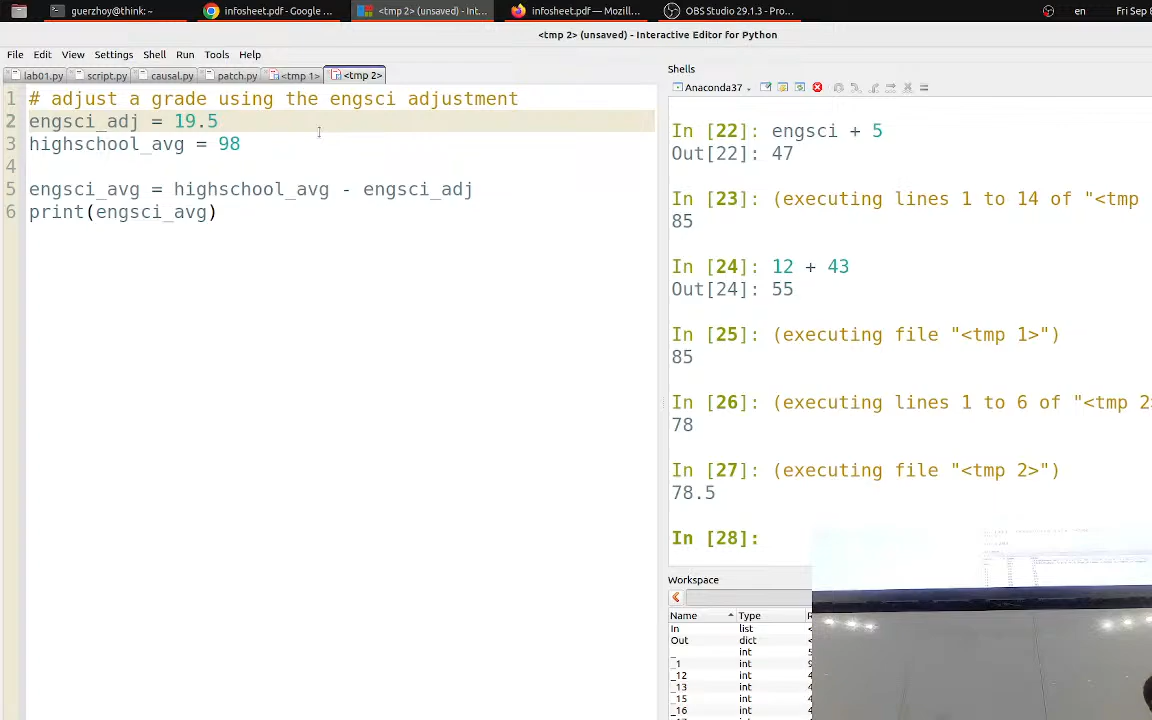 guerzhoy@think: ~
infosheet.pdf - Google ...
<tmp 2> (unsaved) - Int...
infosheet.pdf — Mozill...
OBS Studio 29.1.3 - Pro...
en
Fri Sep
<tmp 2> (unsaved) - Interactive Editor for Python
File Edit View Settings Shell Run Tools Help
lab01.py script.py causal.py patch.py <tmp 1> <tmp 2>
1 # adjust a grade using the engsci adjustment
2 engsci_adj = 19.5
3 highschool_avg = 98
4
5 engsci_avg = highschool_avg - engsci_adj
6 print(engsci_avg)
Shells
Anaconda37
In [22]: engsci + 5
Out[22]: 47
In [23]: (executing lines 1 to 14 of "<tmp
85
In [24]: 12 + 43
Out[24]: 55
In [25]: (executing file "<tmp 1>")
85
In [26]: (executing lines 1 to 6 of "<tmp 2>
78
In [27]: (executing file "<tmp 2>")
78.5
In [28]:
Workspace
Name Type
In list <
Out dict <
_ int
_1 int
_12 int 4
_13 int 4
_15 int 4
_16 int 4